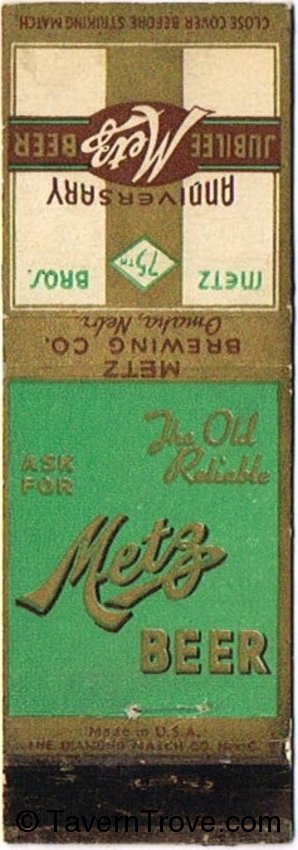 CLOSE COVER BEFORE STRIKING MATCH
JUBILEE Metz BEER
ANNIVERSARY
METZ 75TH BROS.
METZ
BREWING CO.
Omaha, Nebr.
The Old
Reliable
ASK
FOR
Metz
BEER
Made in U.S.A.
THE DIAMOND MATCH CO. N.Y.C.
© TavernTrove.com